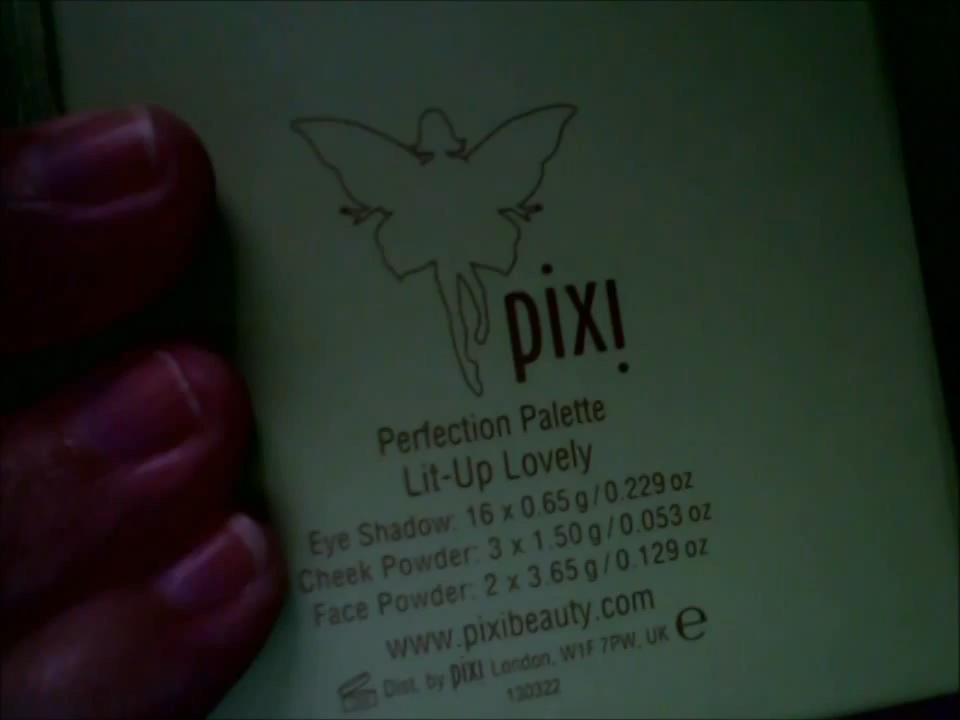 pixi
Perfection Palette
Lit-Up Lovely
Eye Shadow: 16 x 0.65 g / 0.229 oz
Cheek Powder: 3 x 1.50 g / 0.053 oz
Face Powder: 2 x 3.65 g / 0.129 oz
www.pixibeauty.com
e
Dist. by pixi London, W1F 7PW, UK
130322